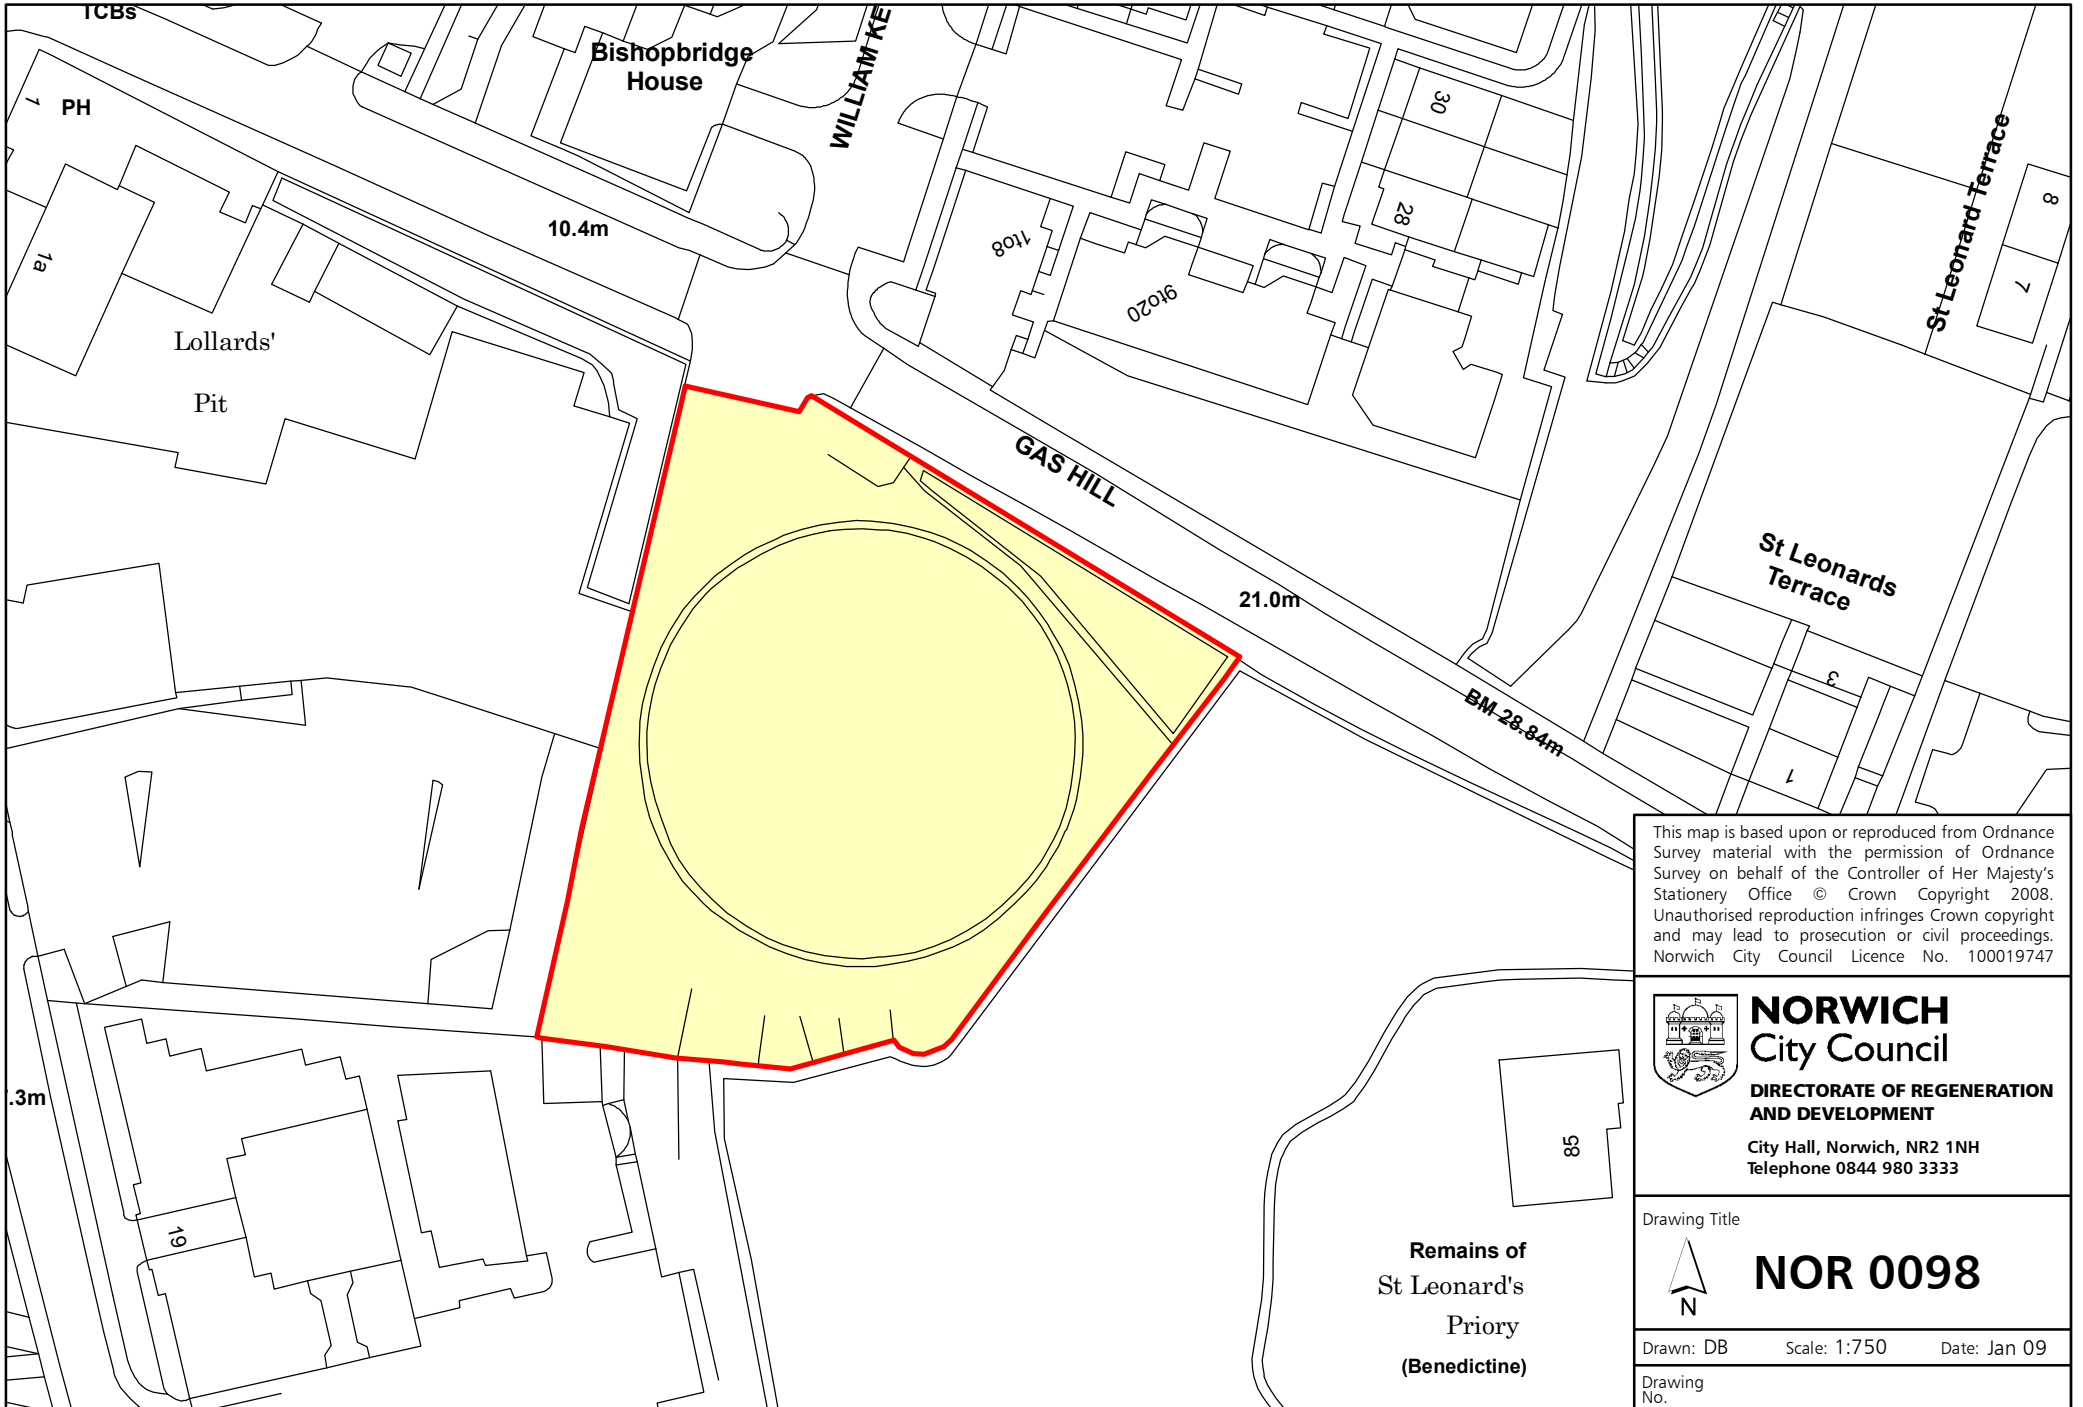 TCBs
Bishopbridge
House
WILLIAM KE
PH
1
1a
10.4m
Lollards'
Pit
1to8
9to20
30
28
St Leonard Terrace
8
7
GAS HILL
21.0m
BM 28.84m
St Leonards
Terrace
3
1
.3m
19
85
Remains of
St Leonard's
Priory
(Benedictine)
This map is based upon or reproduced from Ordnance
Survey material with the permission of Ordnance
Survey on behalf of the Controller of Her Majesty's
Stationery Office © Crown Copyright 2008.
Unauthorised reproduction infringes Crown copyright
and may lead to prosecution or civil proceedings.
Norwich City Council Licence No. 100019747
NORWICH
City Council
DIRECTORATE OF REGENERATION
AND DEVELOPMENT
City Hall, Norwich, NR2 1NH
Telephone 0844 980 3333
Drawing Title
N
NOR 0098
Drawn: DB Scale: 1:750 Date: Jan 09
Drawing
No.